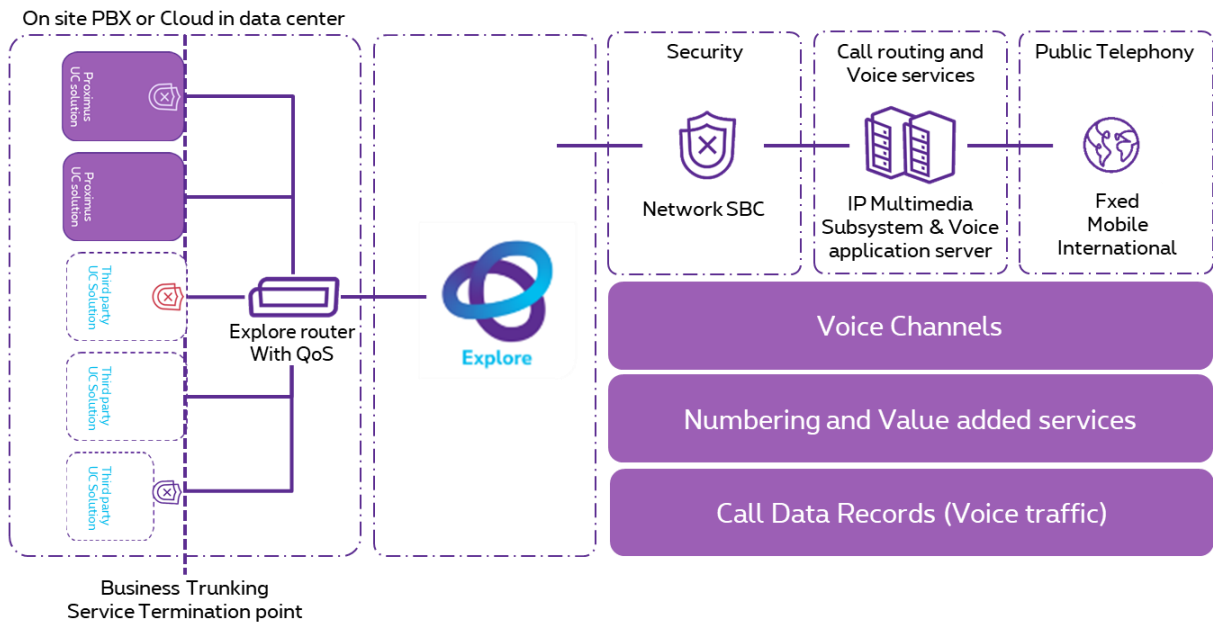 On site PBX or Cloud in data center
Proximus
UC solution
Proximus
UC solution
Third party
UC Solution
Third party
UC Solution
Third party
UC Solution
Explore router
With QoS
Business Trunking
Service Termination point
Explore
Security
Network SBC
Call routing and
Voice services
IP Multimedia
Subsystem & Voice
application server
Public Telephony
Fxed
Mobile
International
Voice Channels
Numbering and Value added services
Call Data Records (Voice traffic)